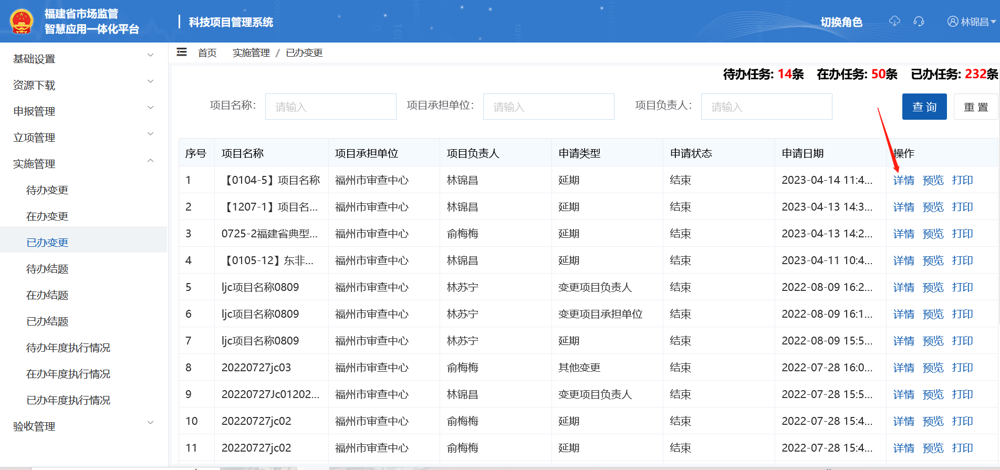 福建省市场监管
智慧应用一体化平台
科技项目管理系统
切换角色
林锦昌
基础设置
资源下载
申报管理
立项管理
实施管理
待办变更
在办变更
已办变更
待办结题
在办结题
已办结题
待办年度执行情况
在办年度执行情况
已办年度执行情况
验收管理
首页 实施管理 / 已办变更
待办任务: 14条 在办任务: 50条 已办任务: 232条
项目名称: 请输入 项目承担单位: 请输入 项目负责人: 请输入 查 询 重 置
序号 项目名称 项目承担单位 项目负责人 申请类型 申请状态 申请日期 操作
1 【0104-5】项目名称 福州市审查中心 林锦昌 延期 结束 2023-04-14 11:4... 详情 预览 打印
2 【1207-1】项目名... 福州市审查中心 林锦昌 延期 结束 2023-04-13 14:3... 详情 预览 打印
3 0725-2福建省典型... 福州市审查中心 俞梅梅 延期 结束 2023-04-13 14:2... 详情 预览 打印
4 【0105-12】东非... 福州市审查中心 林锦昌 延期 结束 2023-04-11 10:4... 详情 预览 打印
5 ljc项目名称0809 福州市审查中心 林苏宁 变更项目负责人 结束 2022-08-09 16:2... 详情 预览 打印
6 ljc项目名称0809 福州市审查中心 林苏宁 变更项目承担单位 结束 2022-08-09 16:1... 详情 预览 打印
7 ljc项目名称0809 福州市审查中心 林苏宁 延期 结束 2022-08-09 15:5... 详情 预览 打印
8 20220727jc03 福州市审查中心 俞梅梅 其他变更 结束 2022-07-28 16:0... 详情 预览 打印
9 20220727Jc01202... 福州市审查中心 林锦昌 变更项目负责人 结束 2022-07-28 15:5... 详情 预览 打印
10 20220727jc02 福州市审查中心 俞梅梅 延期 结束 2022-07-28 15:4... 详情 预览 打印
11 20220727jc02 福州市审查中心 俞梅梅 延期 结束 2022-07-28 15:4... 详情 预览 打印